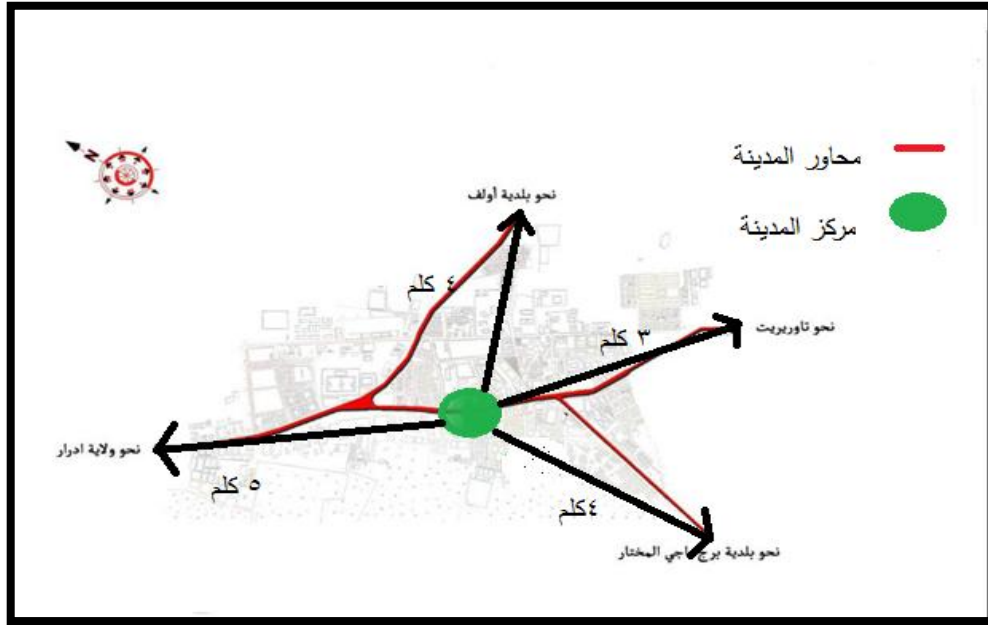 محاور المدينة
N
نحو بلدية أولف
مركز المدينة
٤ كلم
نحو تاوريريت
٣ كلم
نحو ولاية ادرار
٥ كلم
٤كلم
نحو بلدية برج اجي المختار